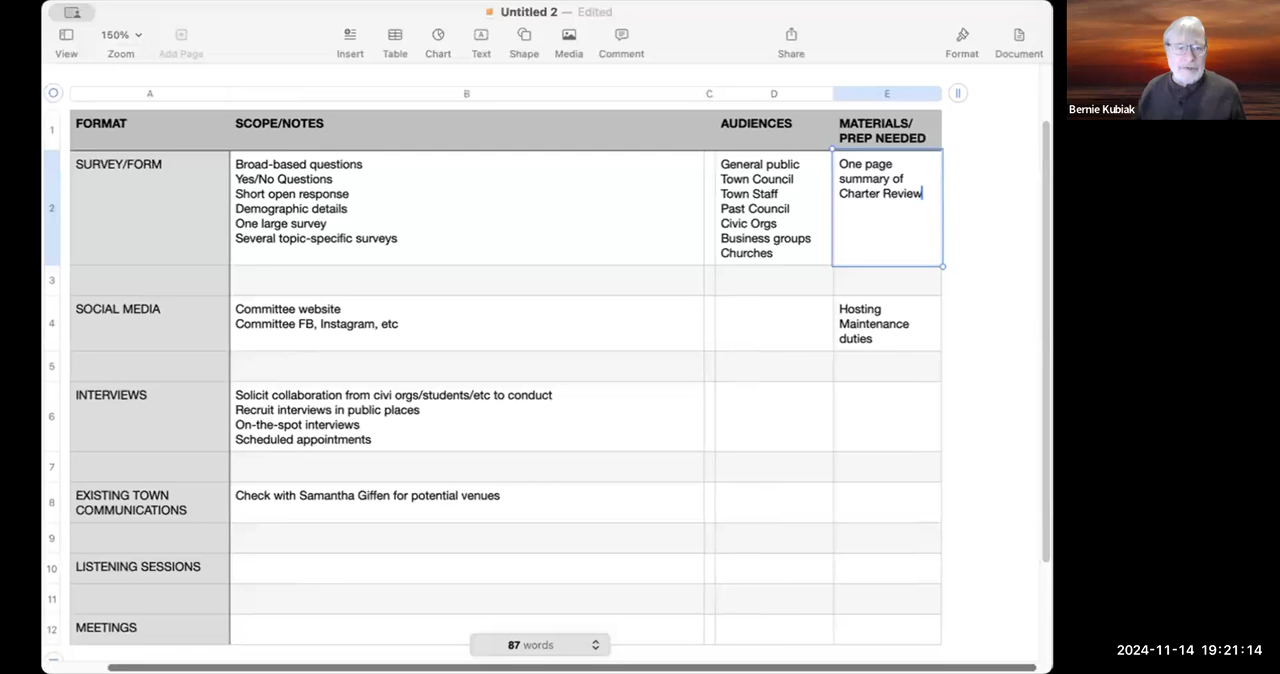 Untitled 2 — Edited
150%
View
Zoom
Add Page
Insert
Table
Chart
Text
Shape
Media
Comment
Share
Format
Document
Bernie Kubiak
A
B
C
D
E
1
FORMAT
SCOPE/NOTES
AUDIENCES
MATERIALS/
PREP NEEDED
2
SURVEY/FORM
Broad-based questions
Yes/No Questions
Short open response
Demographic details
One large survey
Several topic-specific surveys
General public
Town Council
Town Staff
Past Council
Civic Orgs
Business groups
Churches
One page
summary of
Charter Review
3
4
SOCIAL MEDIA
Committee website
Committee FB, Instagram, etc
Hosting
Maintenance
duties
5
6
INTERVIEWS
Solicit collaboration from civi orgs/students/etc to conduct
Recruit interviews in public places
On-the-spot interviews
Scheduled appointments
7
8
EXISTING TOWN
COMMUNICATIONS
Check with Samantha Giffen for potential venues
9
10
LISTENING SESSIONS
11
12
MEETINGS
87 words
2024-11-14 19:21:14